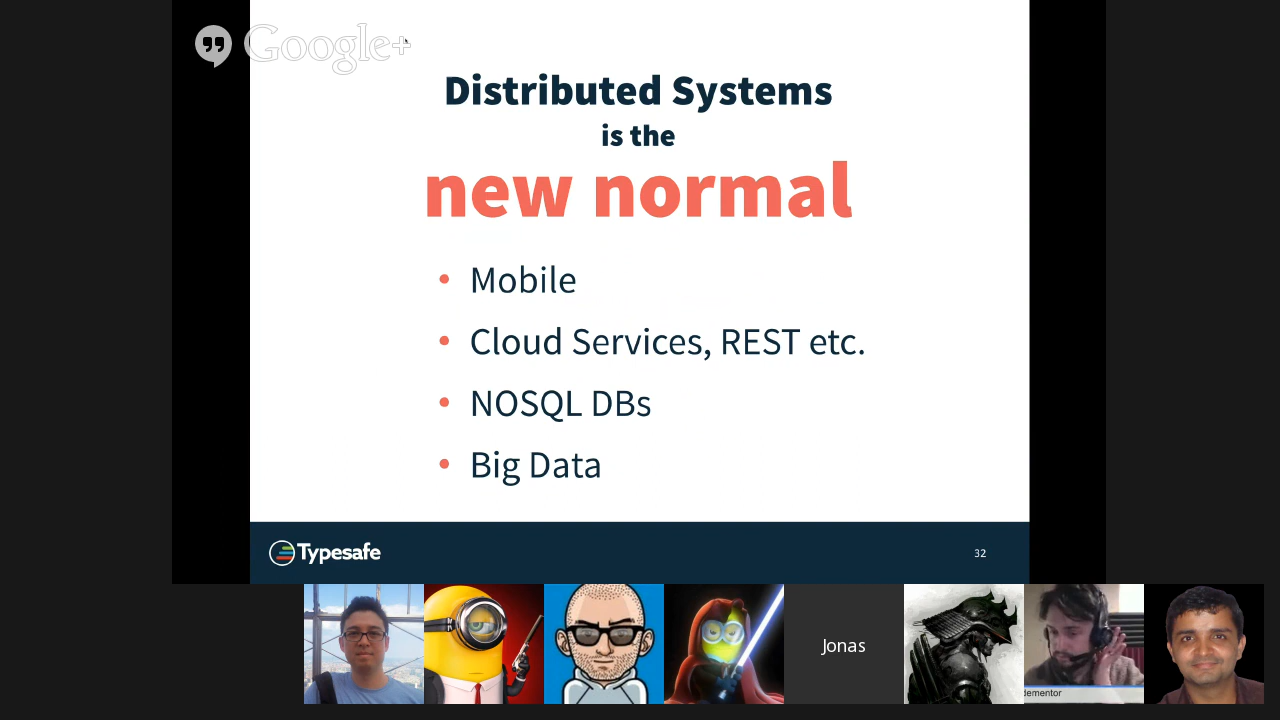 Google+
Distributed Systems
is the
new normal
• Mobile
• Cloud Services, REST etc.
• NOSQL DBs
• Big Data
Typesafe
32
Jonas
dementor